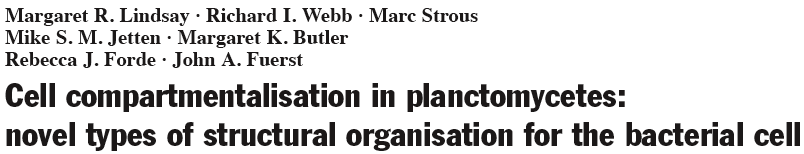 Margaret R. Lindsay · Richard I. Webb · Marc Strous
Mike S. M. Jetten · Margaret K. Butler
Rebecca J. Forde · John A. Fuerst
Cell compartmentalisation in planctomycetes:
novel types of structural organisation for the bacterial cell